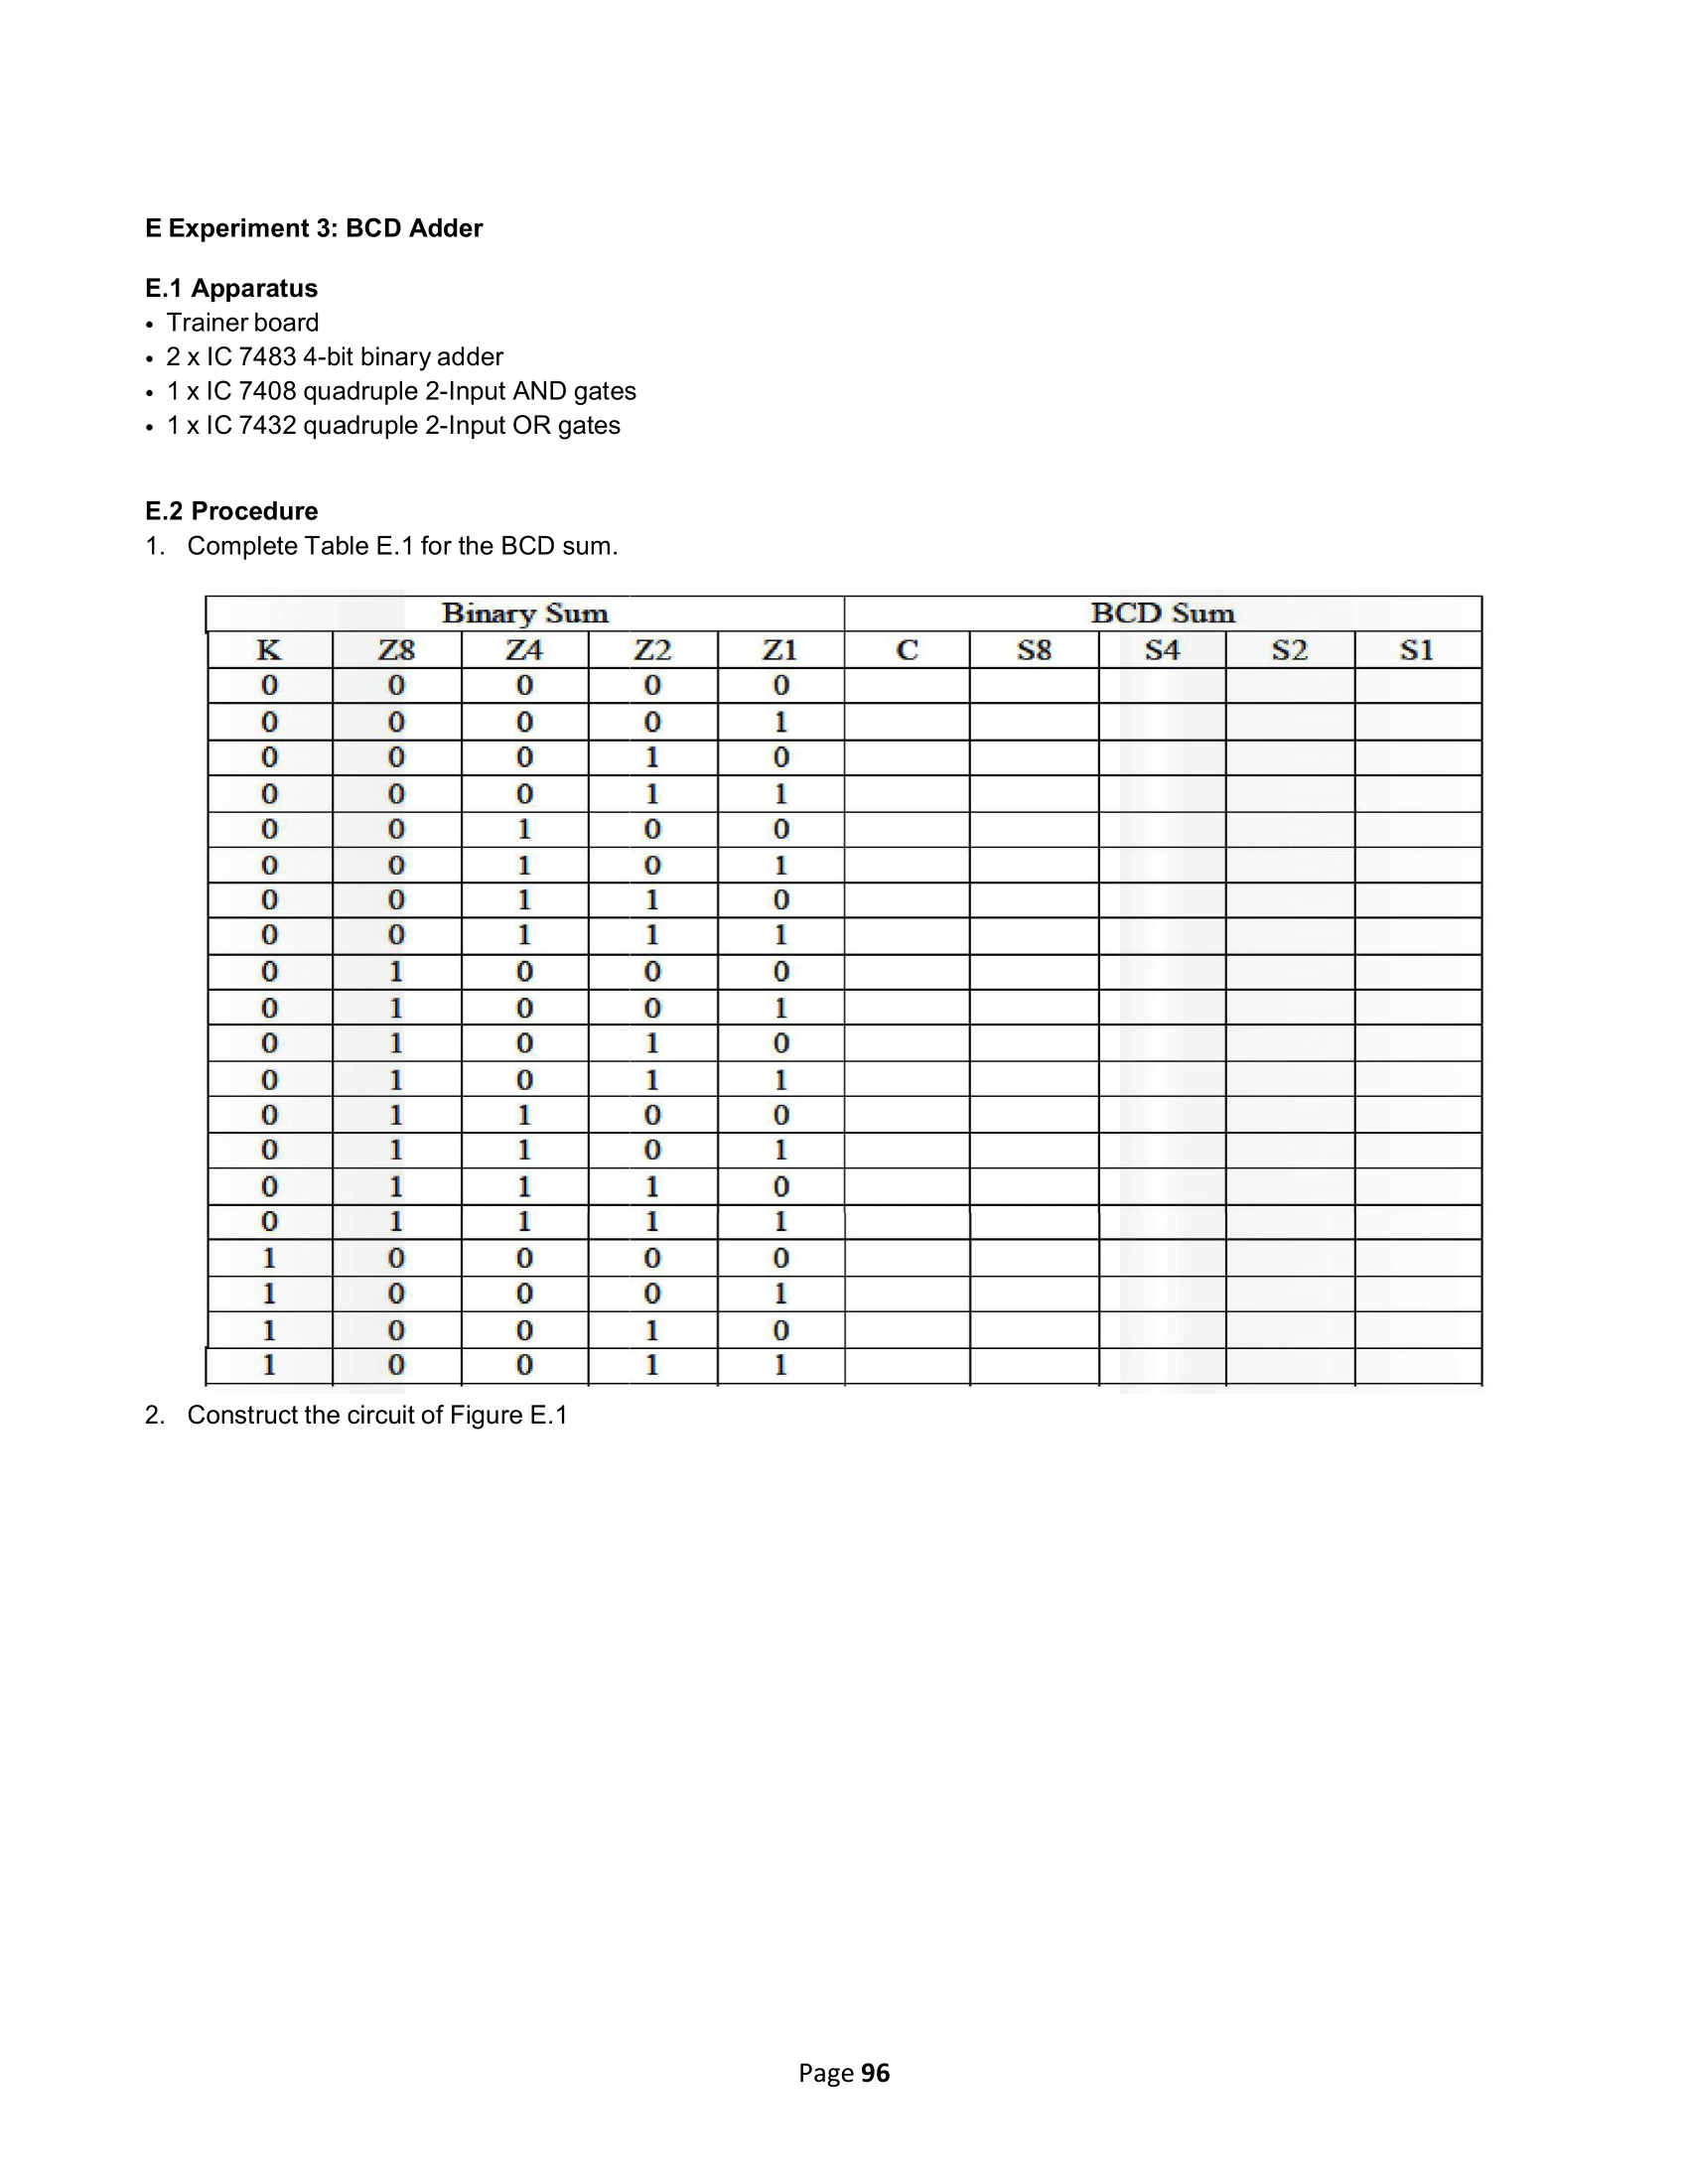 E Experiment 3: BCD Adder
E.1 Apparatus
• Trainer board
• 2 x IC 7483 4-bit binary adder
• 1 x IC 7408 quadruple 2-Input AND gates
• 1 x IC 7432 quadruple 2-Input OR gates
E.2 Procedure
1. Complete Table E.1 for the BCD sum.
Binary Sum BCD Sum
K Z8 Z4 Z2 Z1 C S8 S4 S2 S1
0 0 0 0 0
0 0 0 0 1
0 0 0 1 0
0 0 0 1 1
0 0 1 0 0
0 0 1 0 1
0 0 1 1 0
0 0 1 1 1
0 1 0 0 0
0 1 0 0 1
0 1 0 1 0
0 1 0 1 1
0 1 1 0 0
0 1 1 0 1
0 1 1 1 0
0 1 1 1 1
1 0 0 0 0
1 0 0 0 1
1 0 0 1 0
1 0 0 1 1
2. Construct the circuit of Figure E.1
Page 96